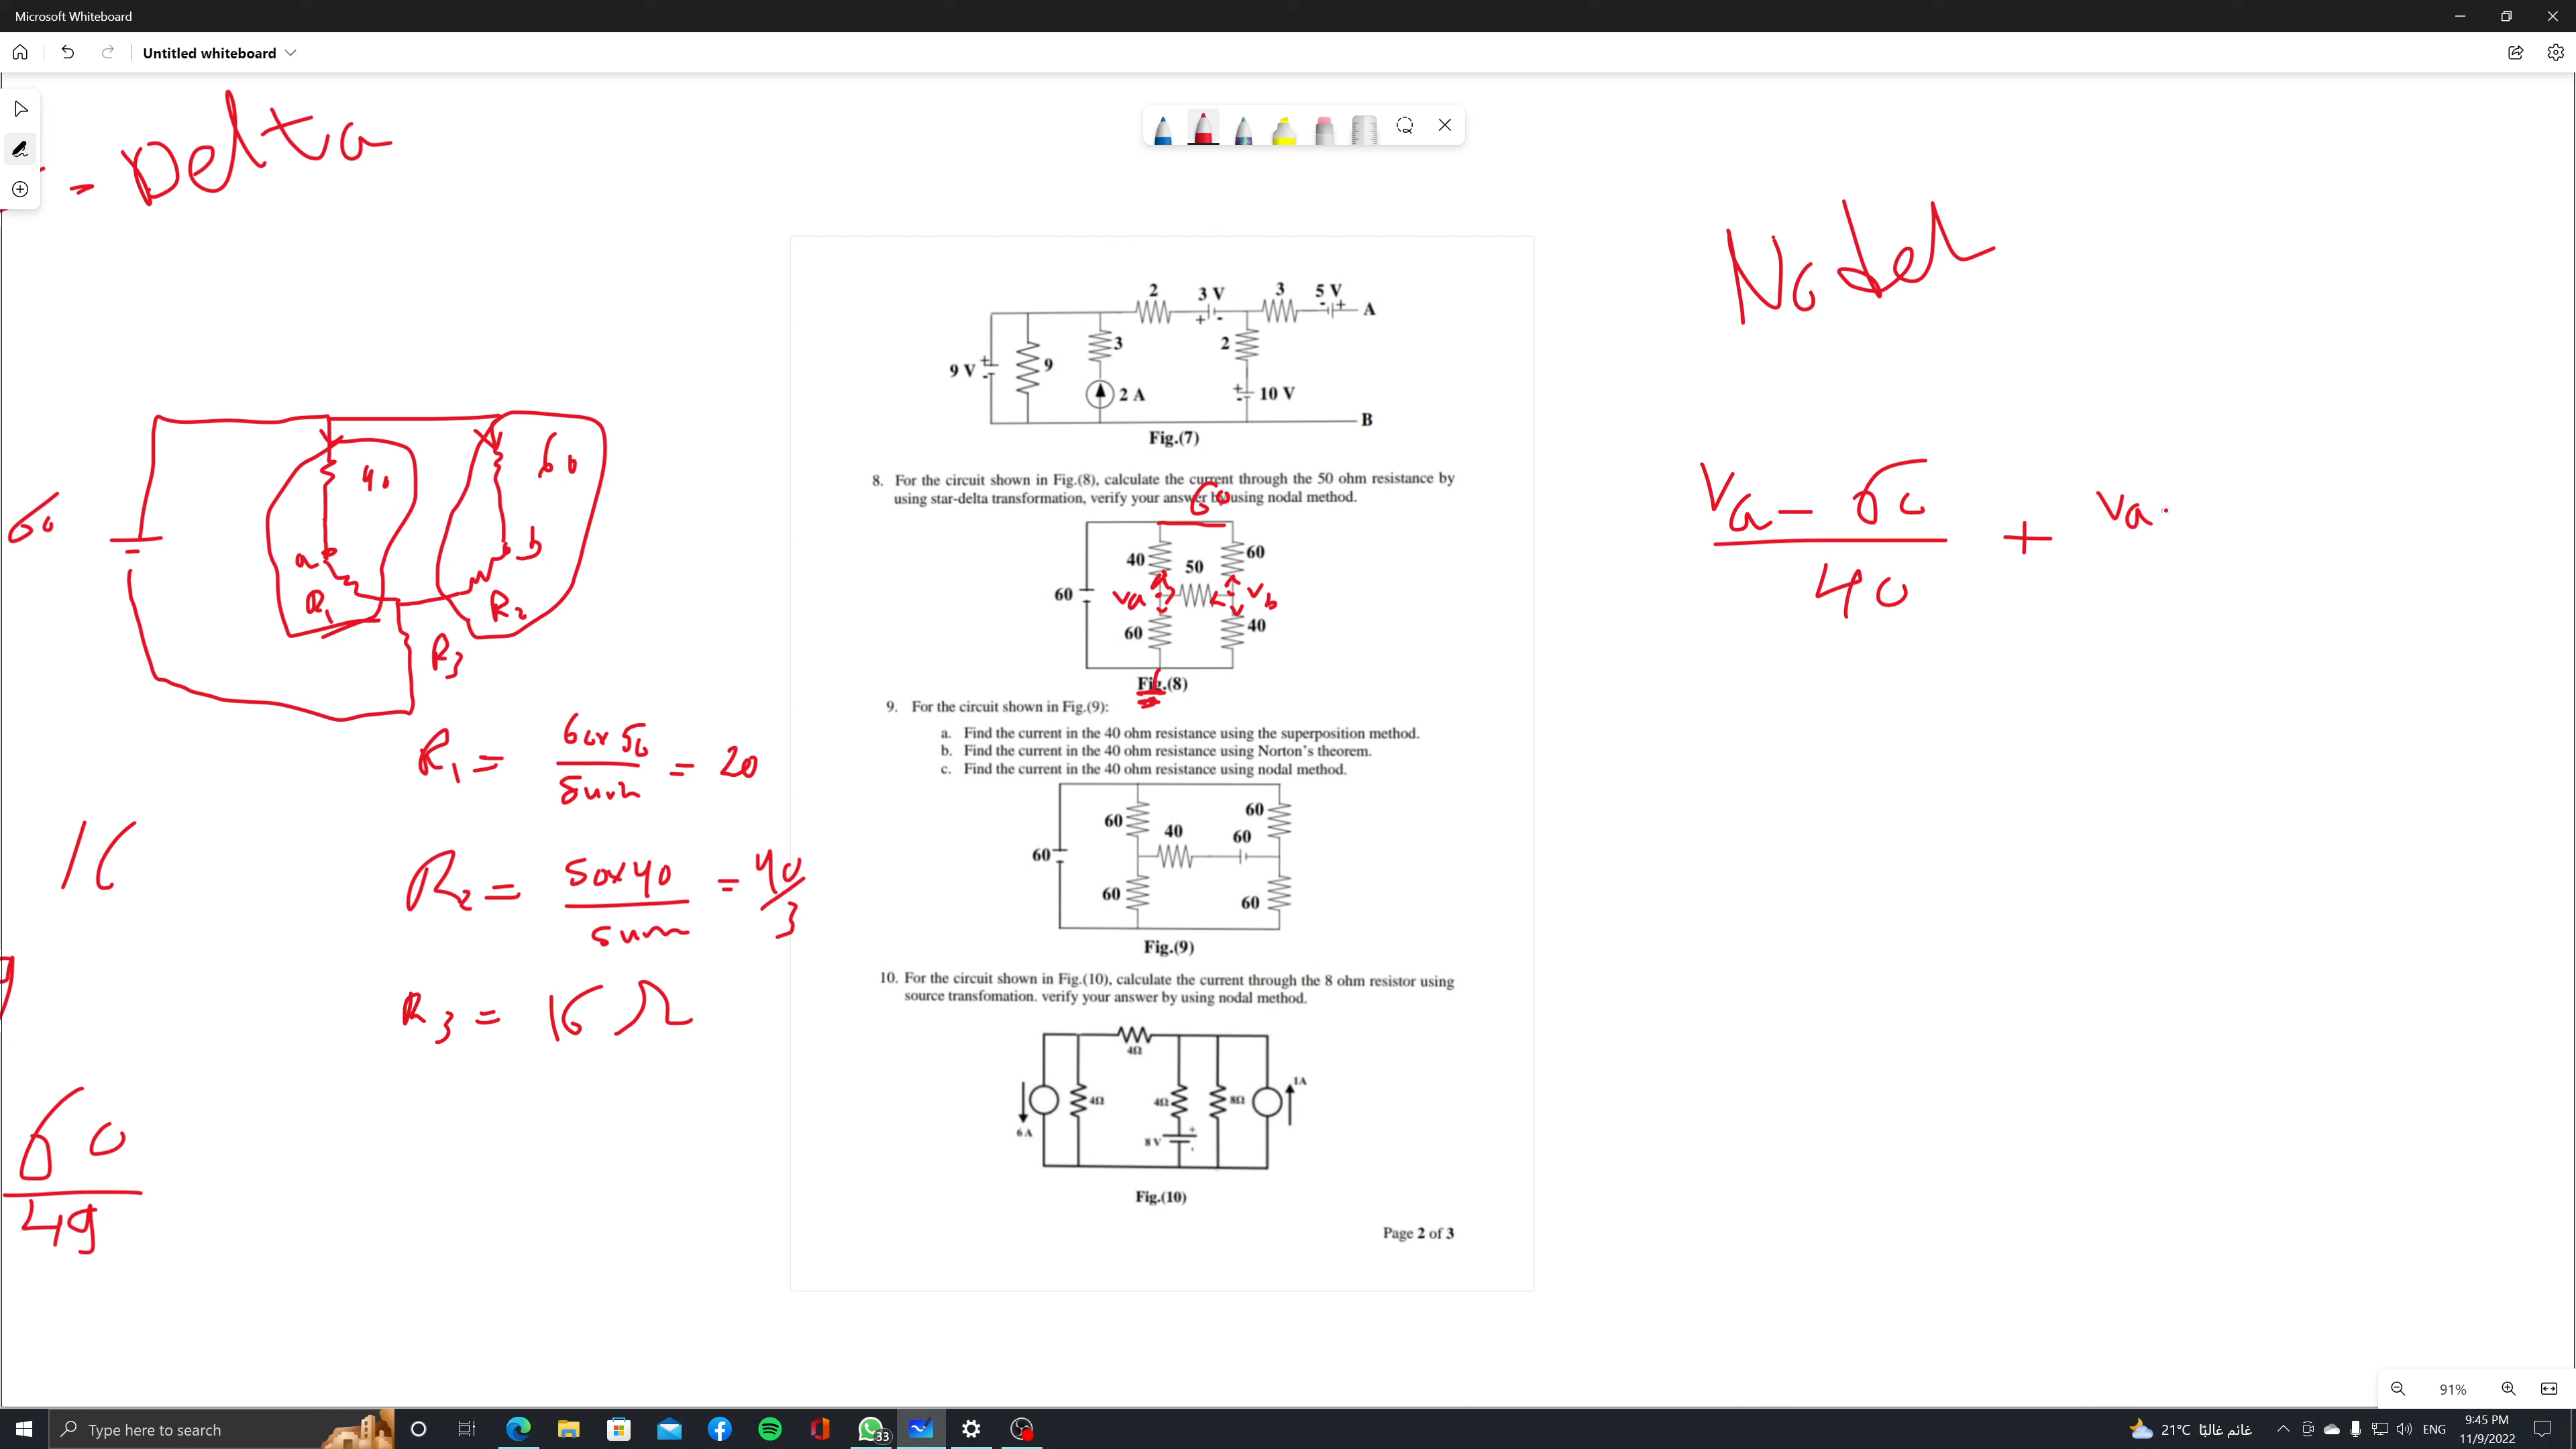 Microsoft Whiteboard
Untitled whiteboard
- Delta
Nodel
2
3 V
3
5 V
A
9 V
9
3
2
2 A
10 V
B
Fig.(7)
8. For the circuit shown in Fig.(8), calculate the current through the 50 ohm resistance by
using star-delta transformation, verify your answer by using nodal method.
60
40
50
60
60
Va
Vb
60
40
Fig.(8)
60
40
60
a
b
R1
R2
R3
R1 = 60x50 / sum = 20
R2 = 50x40 / sum = 40/3
R3 = 16 Ω
16
60
49
Va - 60 / 40 + Va
9. For the circuit shown in Fig.(9):
a. Find the current in the 40 ohm resistance using the superposition method.
b. Find the current in the 40 ohm resistance using Norton's theorem.
c. Find the current in the 40 ohm resistance using nodal method.
60
60
40
60
60
60
60
Fig.(9)
10. For the circuit shown in Fig.(10), calculate the current through the 8 ohm resistor using
source transfomation. verify your answer by using nodal method.
4Ω
1A
4Ω
4Ω
8Ω
6 A
8 V
Fig.(10)
Page 2 of 3
91%
Type here to search
33
21°C غائم غالبًا
ENG
9:45 PM
11/9/2022